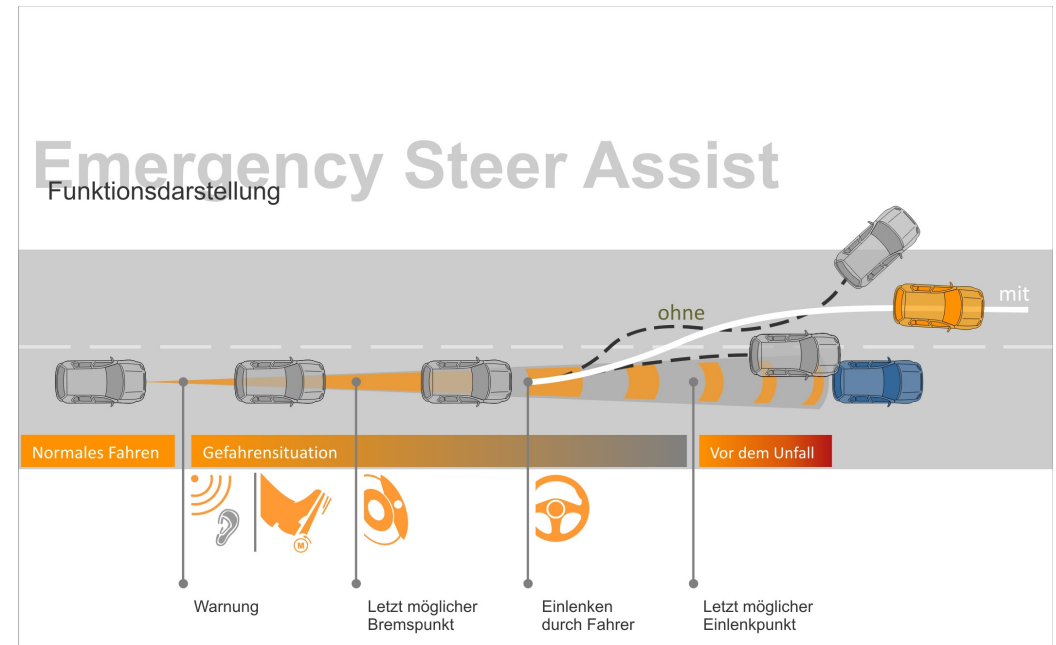 Emergency Steer Assist
Funktionsdarstellung
ohne
mit
Normales Fahren
Gefahrensituation
Vor dem Unfall
M
Warnung
Letzt möglicher
Bremspunkt
Einlenken
durch Fahrer
Letzt möglicher
Einlenkpunkt